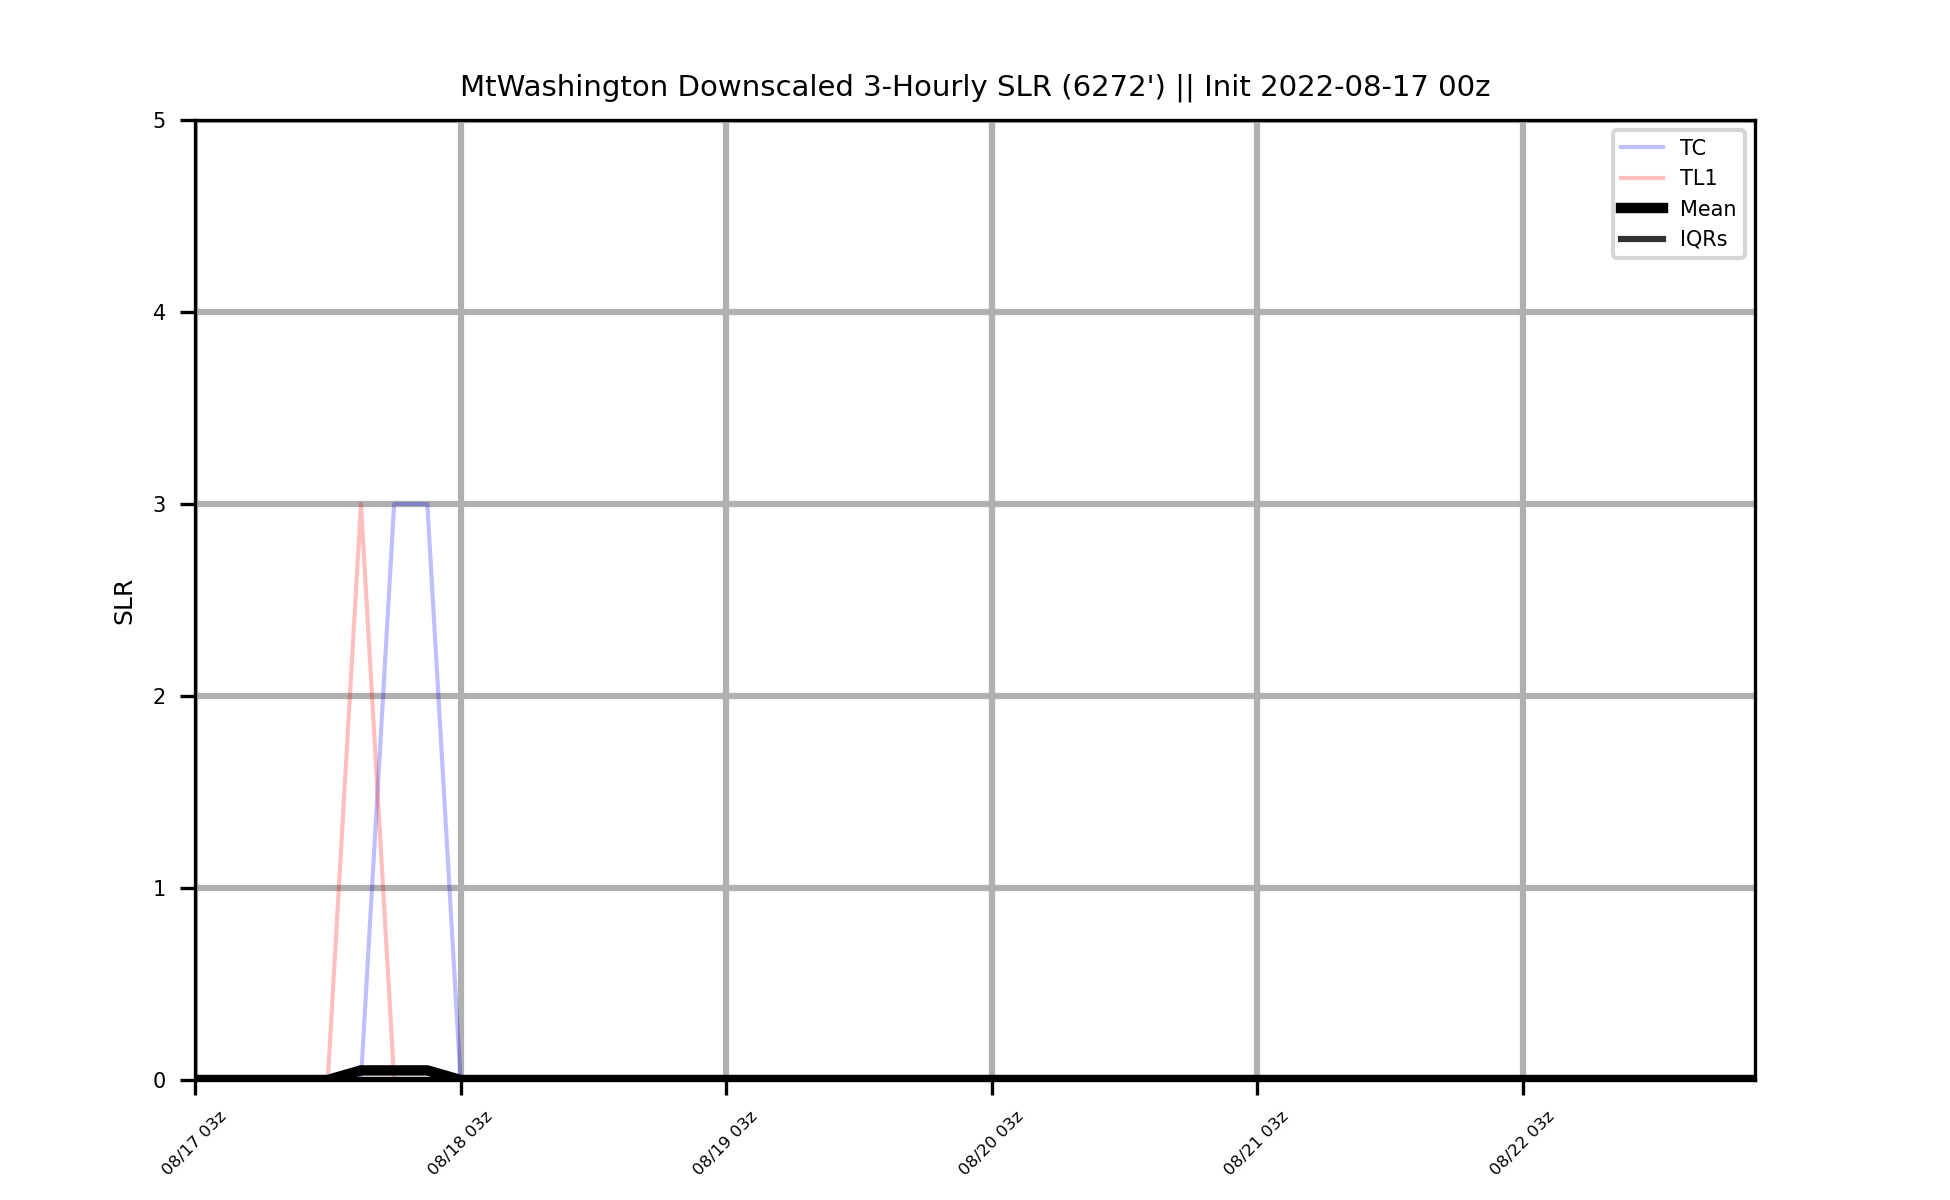 MtWashington Downscaled 3-Hourly SLR (6272') || Init 2022-08-17 00z
5
4
3
2
1
0
SLR
TC
TL1
Mean
IQRs
08/17 03z
08/18 03z
08/19 03z
08/20 03z
08/21 03z
08/22 03z